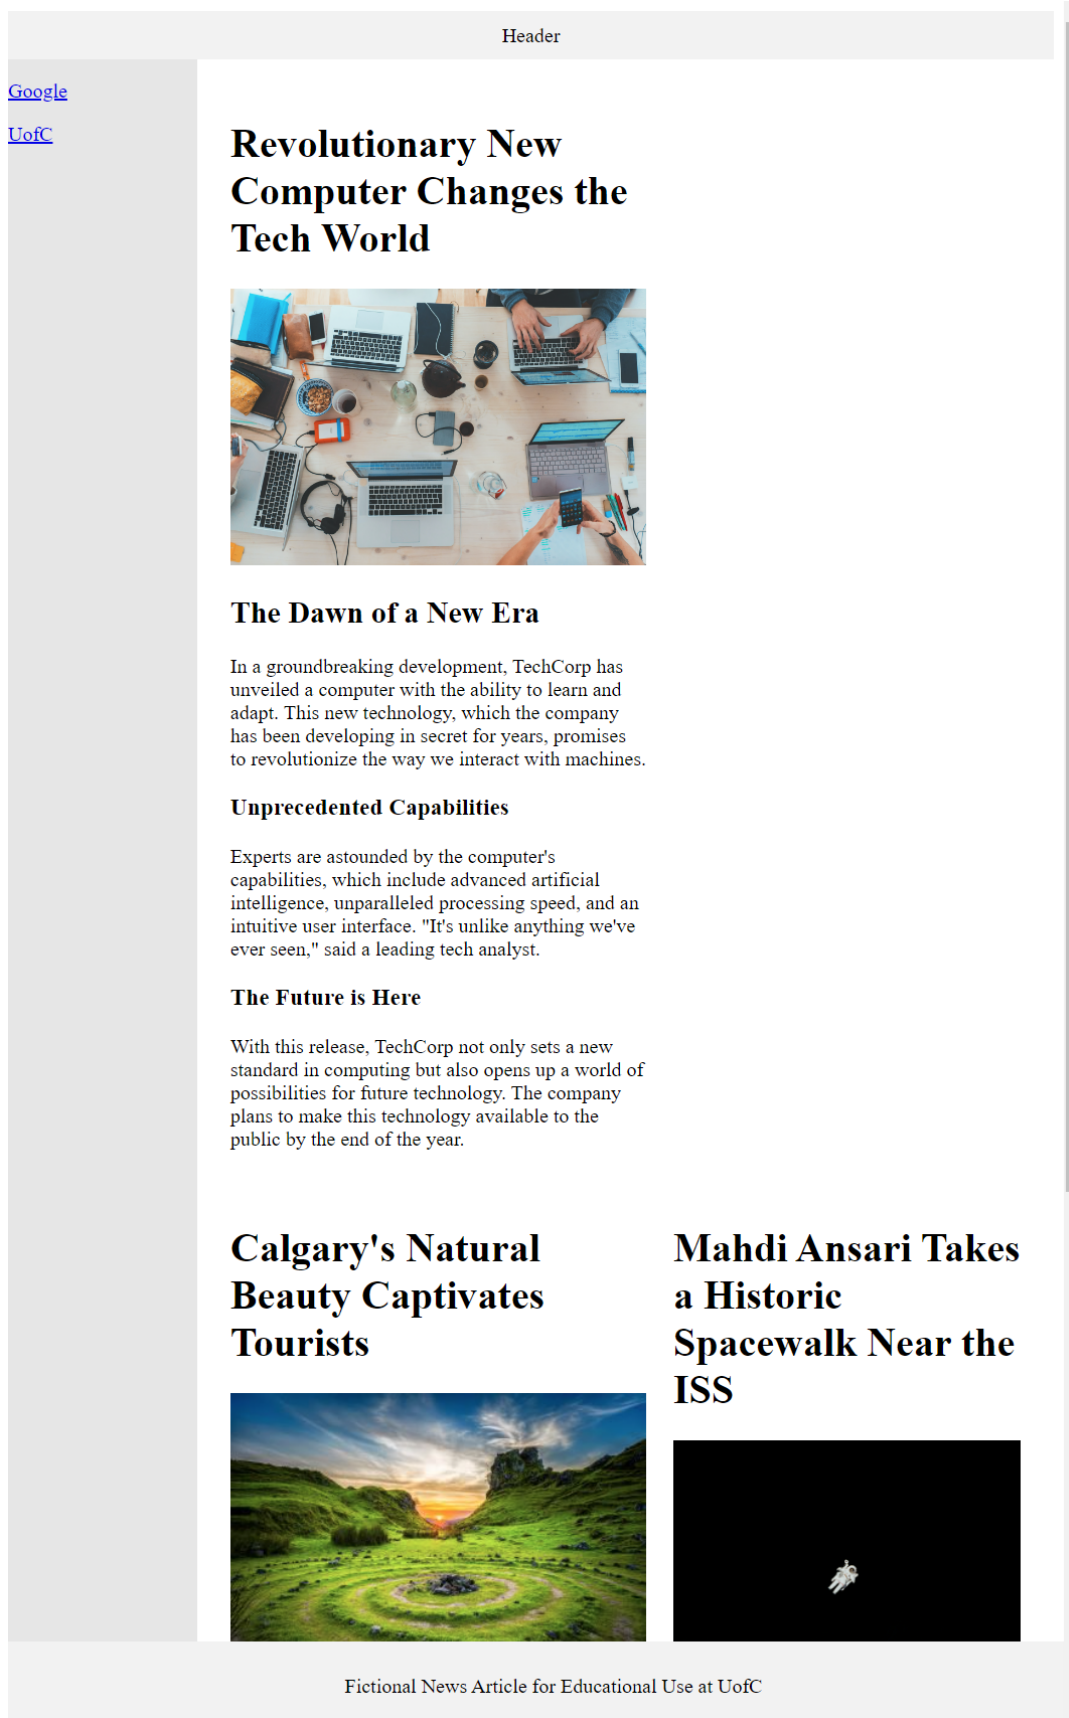 Header
Google
UofC
Revolutionary New
Computer Changes the
Tech World
The Dawn of a New Era
In a groundbreaking development, TechCorp has
unveiled a computer with the ability to learn and
adapt. This new technology, which the company
has been developing in secret for years, promises
to revolutionize the way we interact with machines.
Unprecedented Capabilities
Experts are astounded by the computer's
capabilities, which include advanced artificial
intelligence, unparalleled processing speed, and an
intuitive user interface. "It's unlike anything we've
ever seen," said a leading tech analyst.
The Future is Here
With this release, TechCorp not only sets a new
standard in computing but also opens up a world of
possibilities for future technology. The company
plans to make this technology available to the
public by the end of the year.
Calgary's Natural
Beauty Captivates
Tourists
Mahdi Ansari Takes
a Historic
Spacewalk Near the
ISS
Fictional News Article for Educational Use at UofC